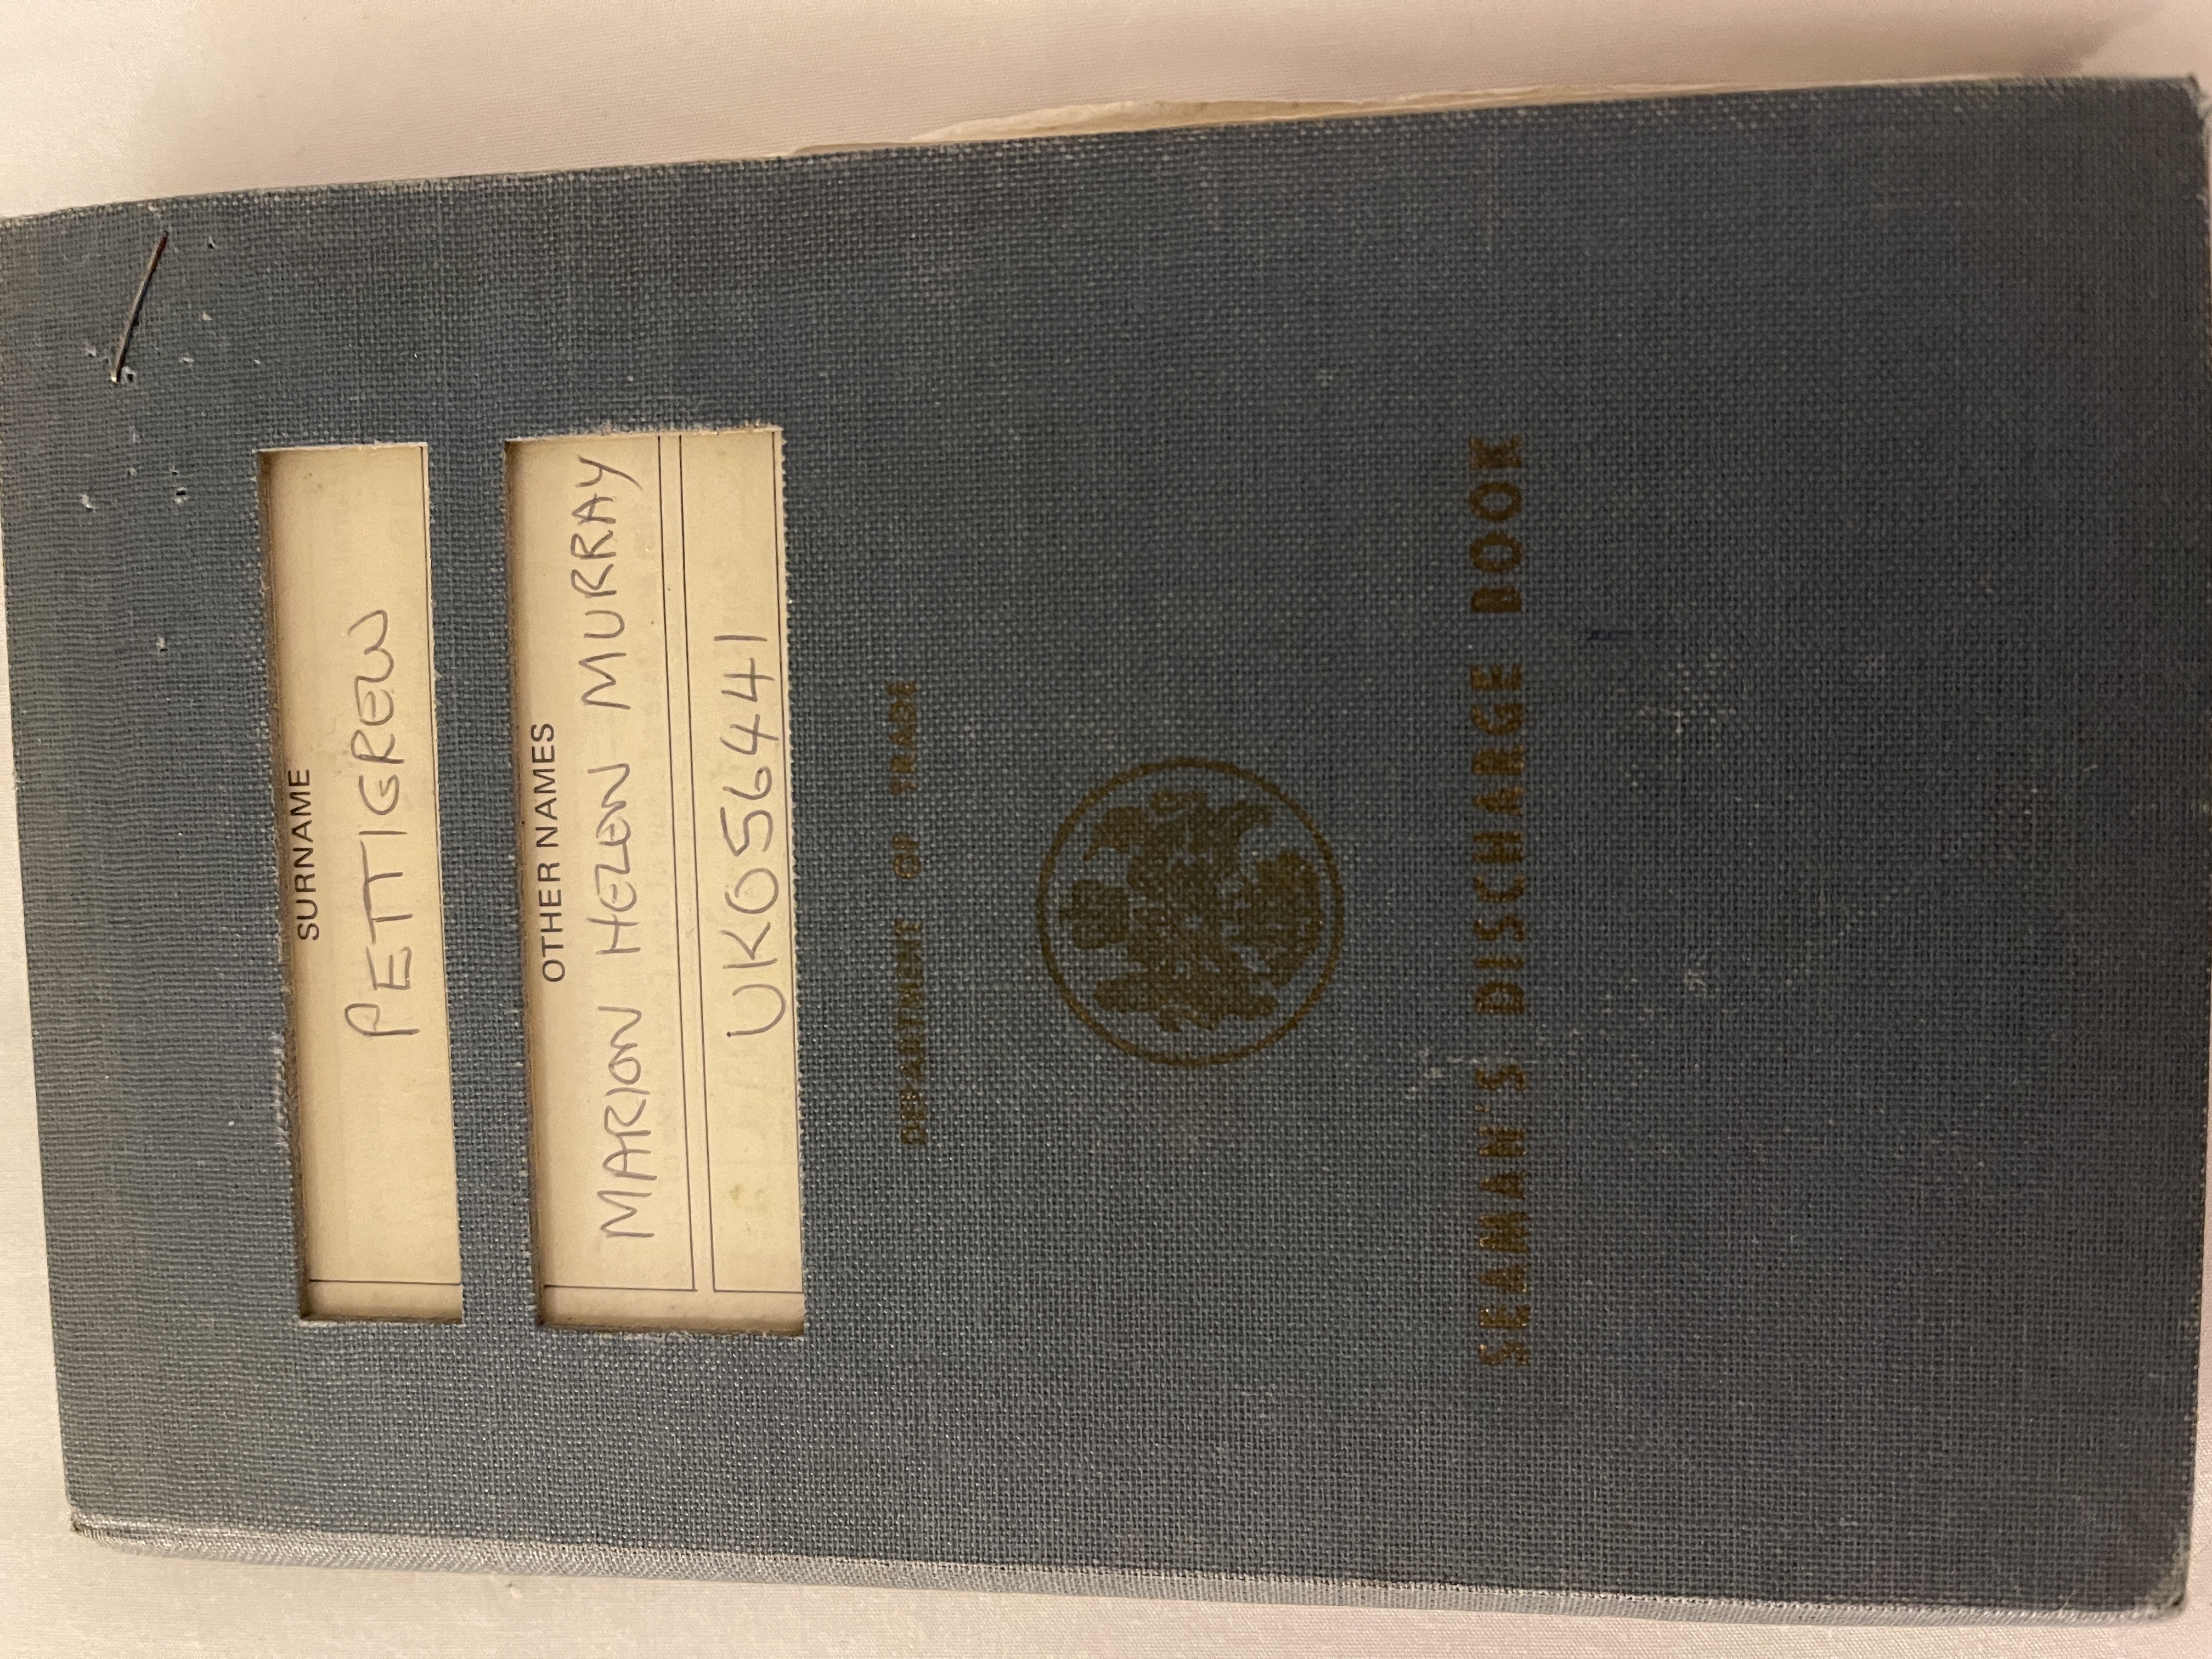 SURNAME
PETTIGREW
OTHER NAMES
MARION HELEN MURRAY
UK056441
DEPARTMENT OF TRADE
SEAMAN'S DISCHARGE BOOK